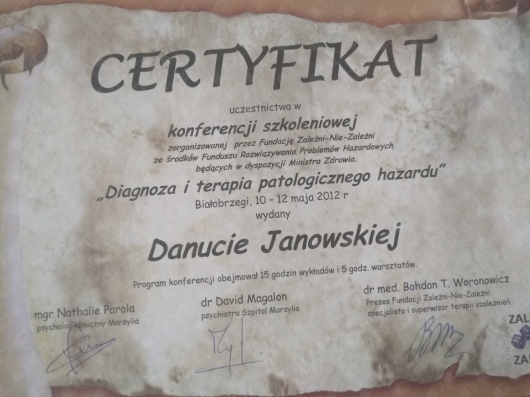 CERTYFIKAT
uczestnictwa w
konferencji szkoleniowej
zorganizowanej przez Fundację Zależni-Nie-Zależni
ze środków Funduszu Rozwiązywania Problemów Hazardowych
będących w dyspozycji Ministra Zdrowia.
„Diagnoza i terapia patologicznego hazardu"
Białobrzegi, 10 - 12 maja 2012 r
wydany
Danucie Janowskiej
Program konferencji obejmował 15 godzin wykładów i 5 godz. warsztatów.
mgr Nathalie Parola
psycholog kliniczny Marsylia
dr David Magalon
psychiatra Szpital Marsylia
dr med. Bohdan T. Woronowicz
Prezes Fundacji Zależni-Nie-Zależni
specjalista i superwizor terapii uzależnień
ZAL
ZA